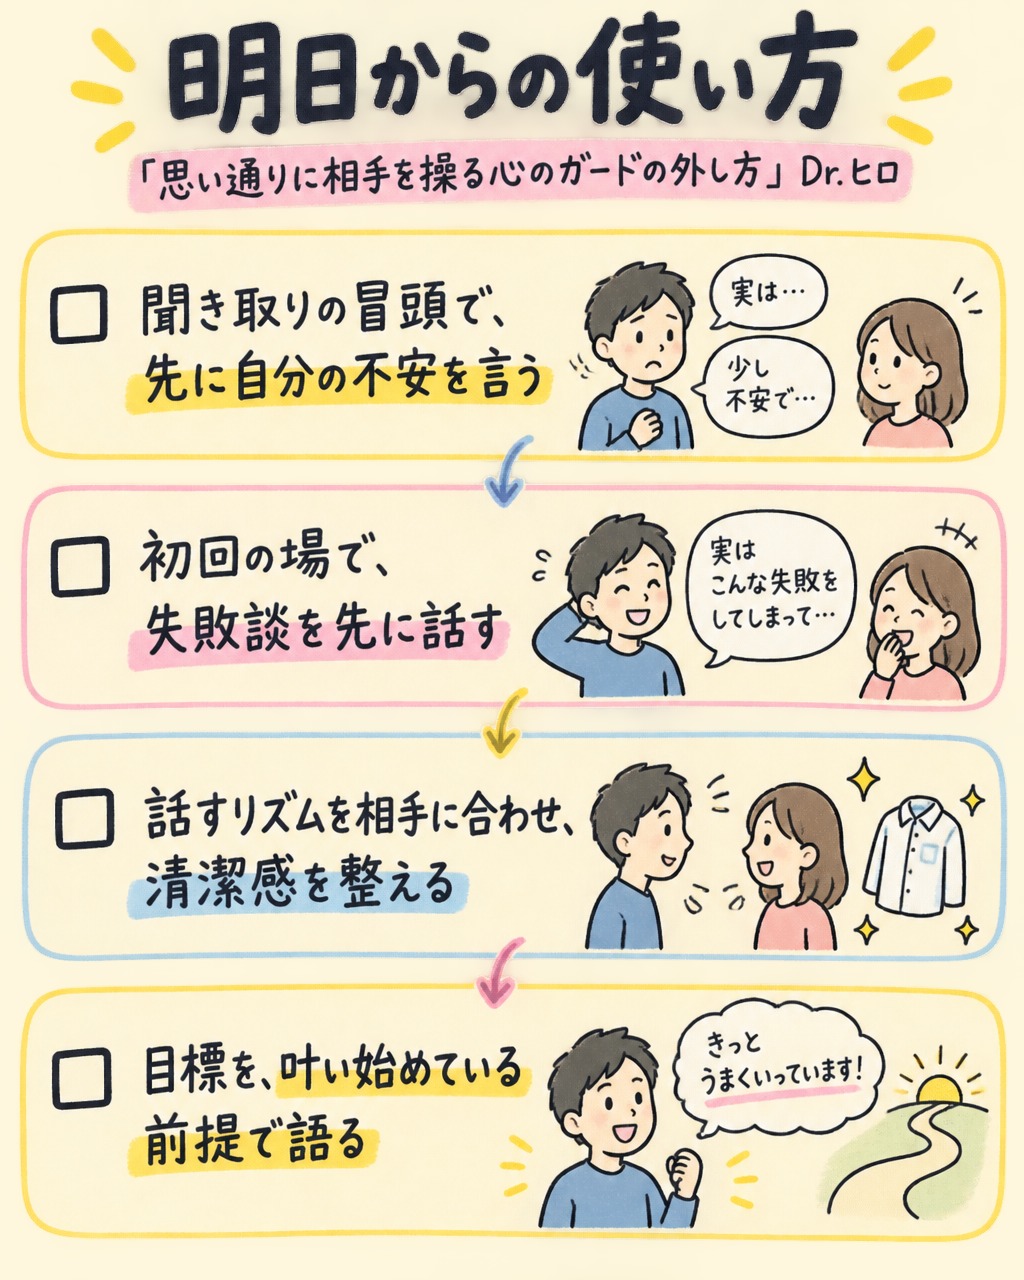 明日からの使い方
「思い通りに相手を操る心のガードの外し方」Dr.ヒロ
聞き取りの冒頭で、
先に自分の不安を言う
実は…
少し
不安で…
初回の場で、
失敗談を先に話す
実は
こんな失敗を
してしまって…
話すリズムを相手に合わせ、
清潔感を整える
目標を、叶い始めている
前提で語る
きっと
うまくいっています!